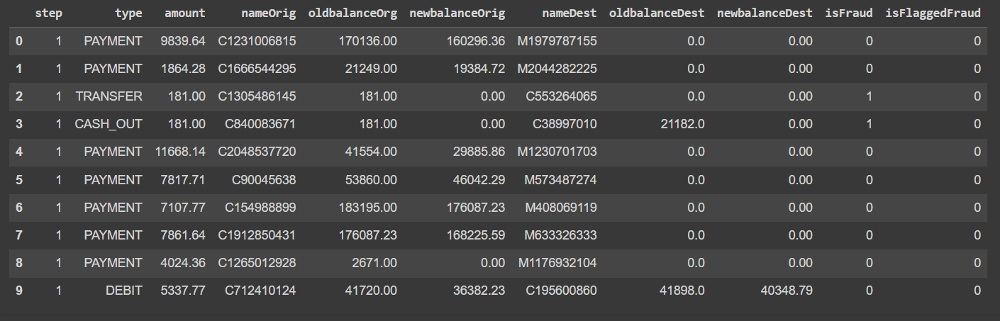 step type amount nameOrig oldbalanceOrg newbalanceOrig nameDest oldbalanceDest newbalanceDest isFraud isFlaggedFraud
0 1 PAYMENT 9839.64 C1231006815 170136.00 160296.36 M1979787155 0.0 0.00 0 0
1 1 PAYMENT 1864.28 C1666544295 21249.00 19384.72 M2044282225 0.0 0.00 0 0
2 1 TRANSFER 181.00 C1305486145 181.00 0.00 C553264065 0.0 0.00 1 0
3 1 CASH_OUT 181.00 C840083671 181.00 0.00 C38997010 21182.0 0.00 1 0
4 1 PAYMENT 11668.14 C2048537720 41554.00 29885.86 M1230701703 0.0 0.00 0 0
5 1 PAYMENT 7817.71 C90045638 53860.00 46042.29 M573487274 0.0 0.00 0 0
6 1 PAYMENT 7107.77 C154988899 183195.00 176087.23 M408069119 0.0 0.00 0 0
7 1 PAYMENT 7861.64 C1912850431 176087.23 168225.59 M633326333 0.0 0.00 0 0
8 1 PAYMENT 4024.36 C1265012928 2671.00 0.00 M1176932104 0.0 0.00 0 0
9 1 DEBIT 5337.77 C712410124 41720.00 36382.23 C195600860 41898.0 40348.79 0 0